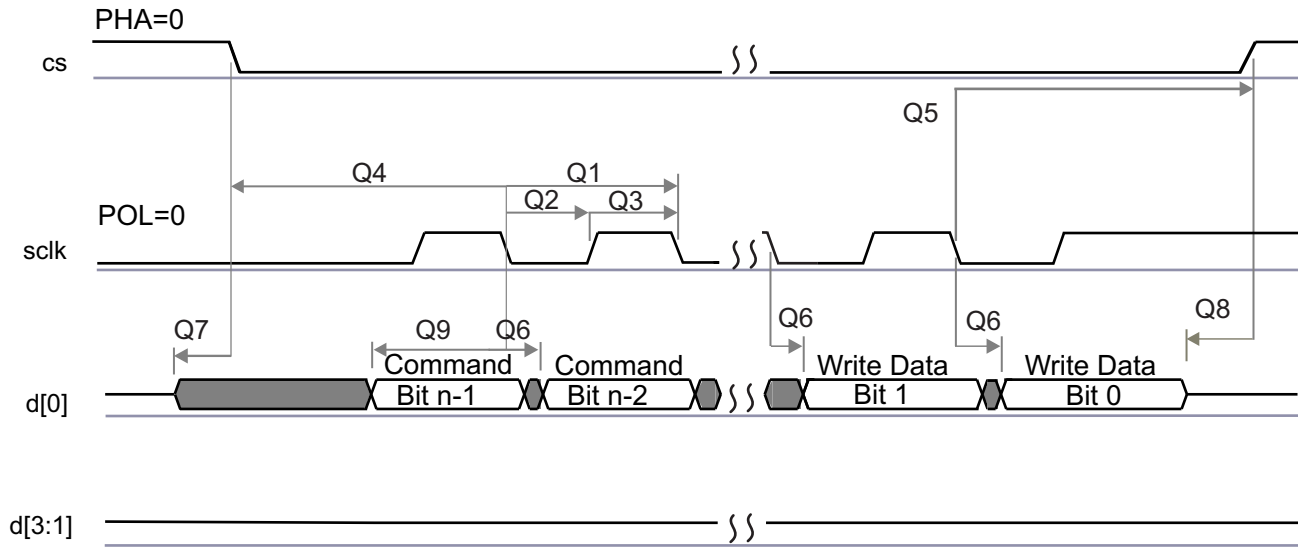 PHA=0
cs
Q5
Q4 Q1
Q2 Q3
POL=0
sclk
Q7 Q9 Q6 Q6 Q6 Q8
Command Command Write Data Write Data
d[0] Bit n-1 Bit n-2 Bit 1 Bit 0
d[3:1]